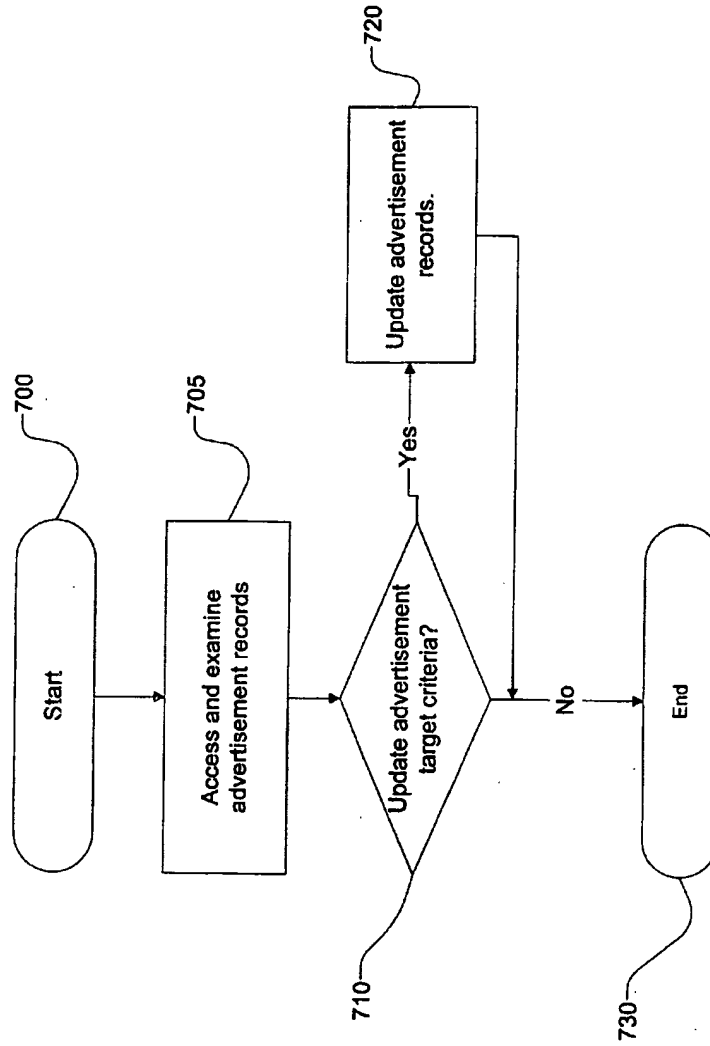 700
Start
705
Access and examine
advertisement records
Update advertisement
target criteria?
710
Yes
Update advertisement
records.
720
No
End
730